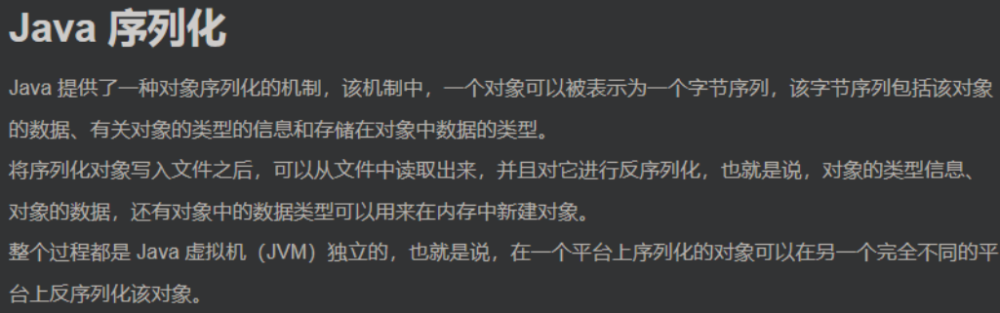 Java 序列化
Java 提供了一种对象序列化的机制，该机制中，一个对象可以被表示为一个字节序列，该字节序列包括该对象
的数据、有关对象的类型的信息和存储在对象中数据的类型。
将序列化对象写入文件之后，可以从文件中读取出来，并且对它进行反序列化，也就是说，对象的类型信息、
对象的数据，还有对象中的数据类型可以用来在内存中新建对象。
整个过程都是 Java 虚拟机（JVM）独立的，也就是说，在一个平台上序列化的对象可以在另一个完全不同的平
台上反序列化该对象。